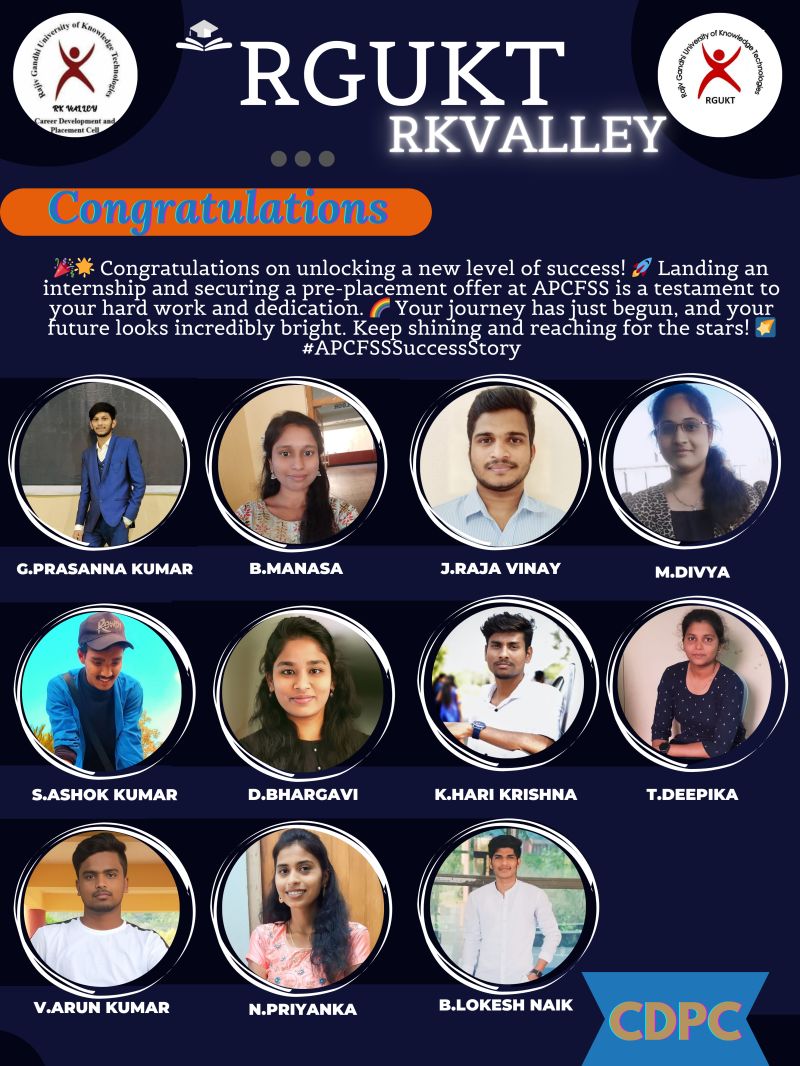 Rajiv Gandhi University of Knowledge Technologies
RK VALLEY
Career Development and
Placement Cell
RGUKT
RKVALLEY
Rajiv Gandhi University of Knowledge Technologies
RGUKT
Congratulations
🎉🌟 Congratulations on unlocking a new level of success! 🚀 Landing an
internship and securing a pre-placement offer at APCFSS is a testament to
your hard work and dedication. 🌈 Your journey has just begun, and your
future looks incredibly bright. Keep shining and reaching for the stars! 🌠
#APCFSSSuccessStory
G.PRASANNA KUMAR
B.MANASA
J.RAJA VINAY
M.DIVYA
S.ASHOK KUMAR
D.BHARGAVI
K.HARI KRISHNA
T.DEEPIKA
V.ARUN KUMAR
N.PRIYANKA
B.LOKESH NAIK
CDPC